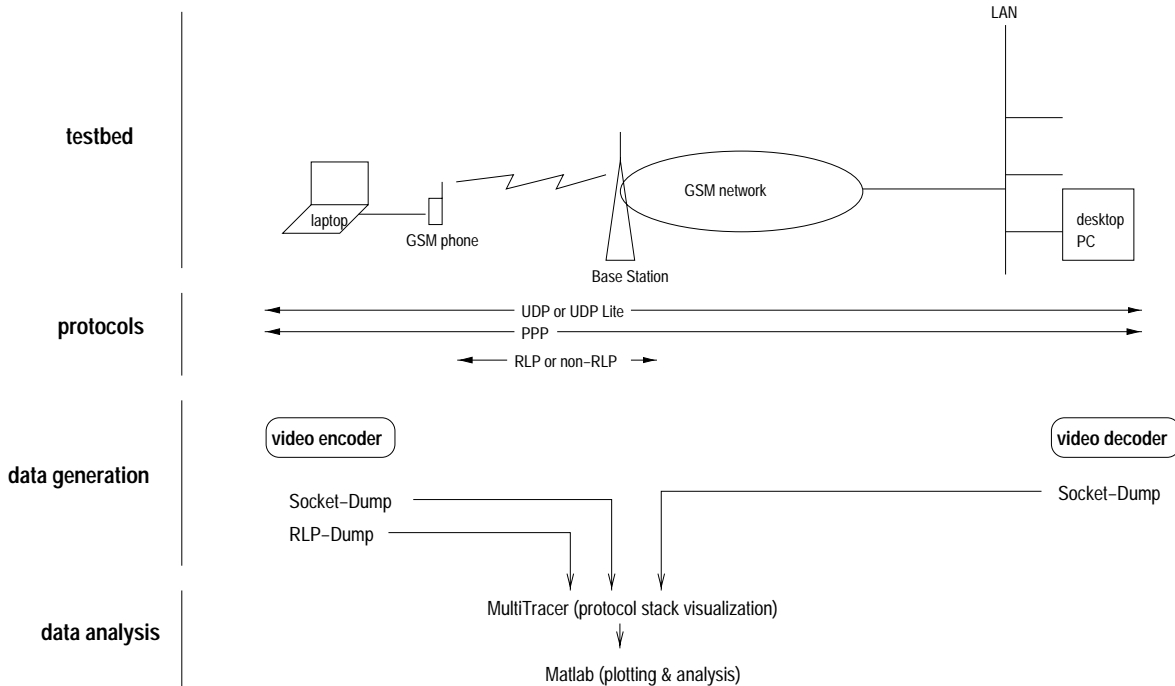 LAN
testbed
GSM network
laptop
desktop
PC
GSM phone
Base Station
protocols
UDP or UDP Lite
PPP
RLP or non−RLP
video encoder
video decoder
data generation
Socket−Dump
Socket−Dump
RLP−Dump
MultiTracer (protocol stack visualization)
data analysis
Matlab (plotting & analysis)